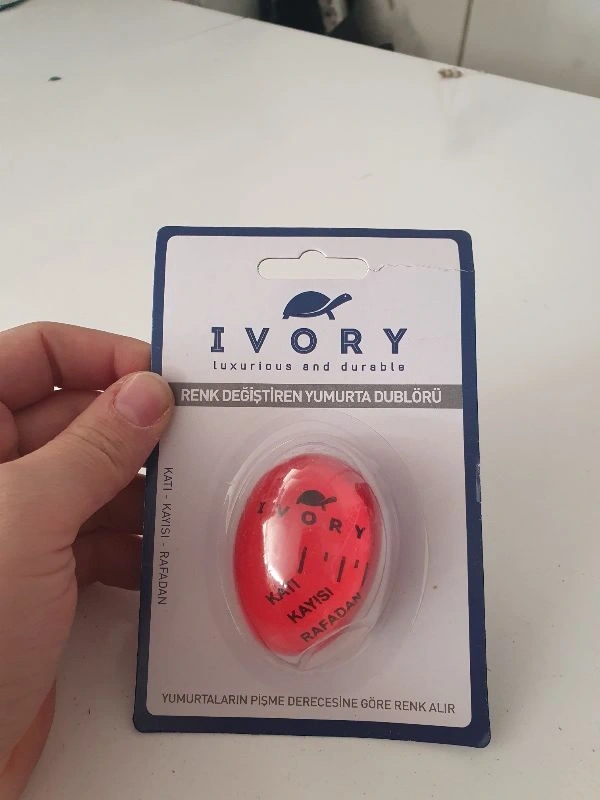 IVORY
luxurious and durable
RENK DEĞİŞTİREN YUMURTA DUBLÖRÜ
KATI - KAYISI - RAFADAN
IVORY
KATI
KAYISI
RAFADAN
YUMURTALARIN PİŞME DERECESİNE GÖRE RENK ALIR